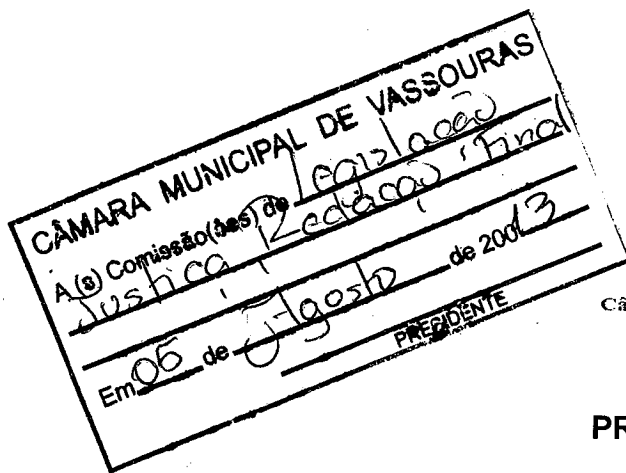 CÂMARA MUNICIPAL DE VASSOURAS
A (s) Comissão(ões) de Legislação
Justiça, Redação Final
Em 06 de Agosto de 20013
PRESIDENTE
Câ
PR